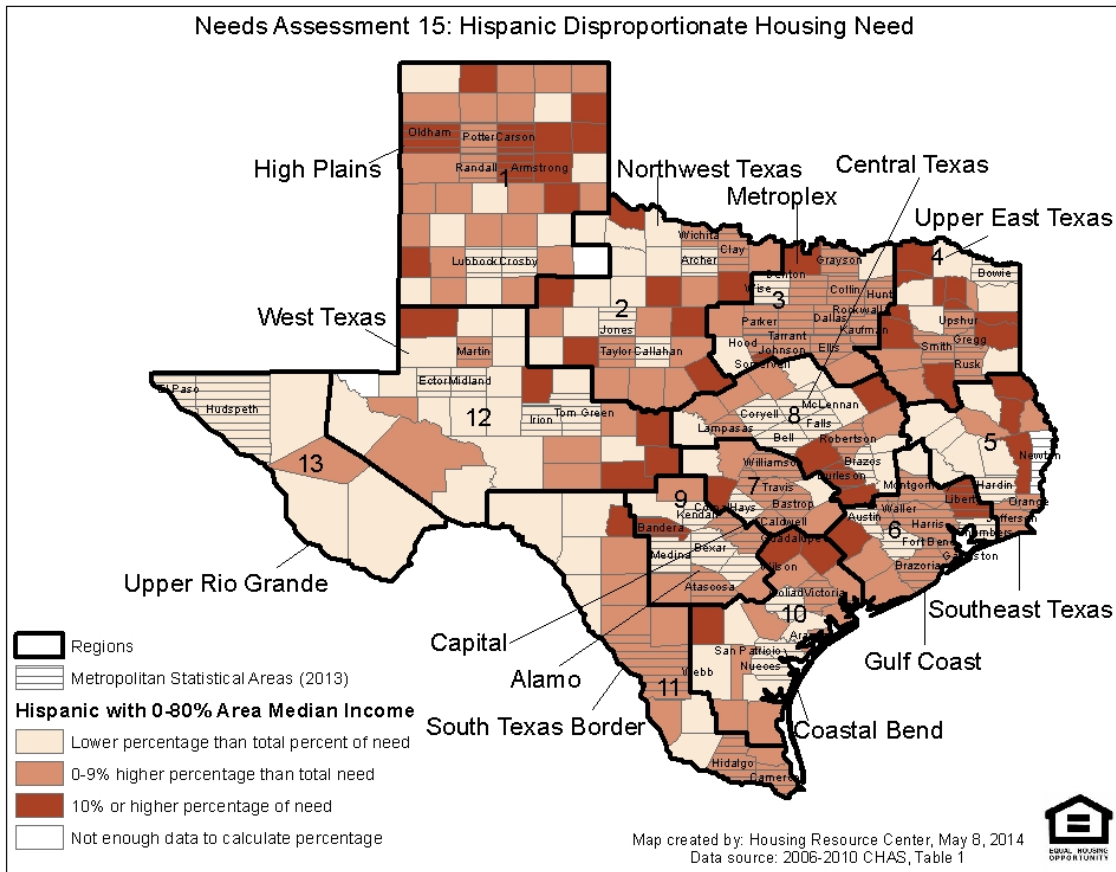 Needs Assessment 15: Hispanic Disproportionate Housing Need
High Plains
Northwest Texas
Central Texas
Metroplex
Upper East Texas
West Texas
Upper Rio Grande
Capital
Alamo
South Texas Border
Coastal Bend
Gulf Coast
Southeast Texas
1
2
3
4
5
6
7
8
9
10
11
12
13
Oldham
Potter
Carson
Randall
Armstrong
Lubbock
Crosby
Wichita
Clay
Archer
Jones
Taylor
Callahan
Denton
Grayson
Wise
Collin
Hunt
Rockwall
Parker
Dallas
Kaufman
Tarrant
Hood
Johnson
Ellis
Somervell
Bowie
Upshur
Gregg
Smith
Rusk
Martin
Ector
Midland
Irion
Tom Green
El Paso
Hudspeth
McLennan
Coryell
Falls
Lampasas
Bell
Robertson
Brazos
Burleson
Newton
Hardin
Orange
Jefferson
Williamson
Travis
Bastrop
Hays
Caldwell
Comal
Kendall
Bandera
Guadalupe
Medina
Bexar
Wilson
Atascosa
Montgomery
Liberty
Waller
Austin
Harris
Chambers
Fort Bend
Galveston
Brazoria
Goliad
Victoria
San Patricio
Nueces
Webb
Hidalgo
Cameron
Regions
Metropolitan Statistical Areas (2013)
Hispanic with 0-80% Area Median Income
Lower percentage than total percent of need
0-9% higher percentage than total need
10% or higher percentage of need
Not enough data to calculate percentage
Map created by: Housing Resource Center, May 8, 2014
Data source: 2006-2010 CHAS, Table 1
EQUAL HOUSING
OPPORTUNITY